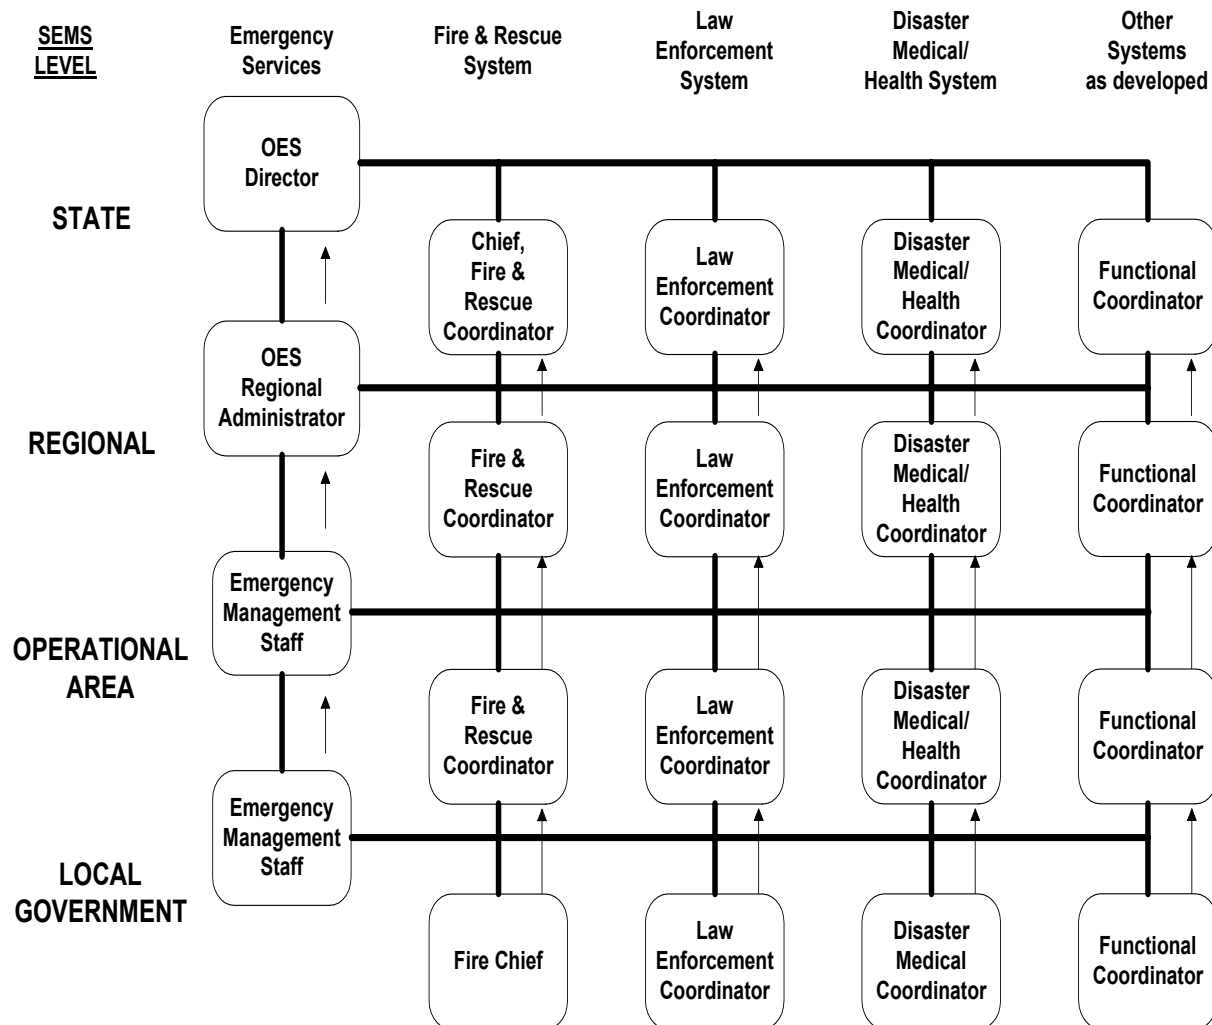 SEMS
LEVEL
Emergency
Services
Fire & Rescue
System
Law
Enforcement
System
Disaster
Medical/
Health System
Other
Systems
as developed
STATE
OES
Director
Chief,
Fire &
Rescue
Coordinator
Law
Enforcement
Coordinator
Disaster
Medical/
Health
Coordinator
Functional
Coordinator
REGIONAL
OES
Regional
Administrator
Fire &
Rescue
Coordinator
Law
Enforcement
Coordinator
Disaster
Medical/
Health
Coordinator
Functional
Coordinator
OPERATIONAL
AREA
Emergency
Management
Staff
Fire &
Rescue
Coordinator
Law
Enforcement
Coordinator
Disaster
Medical/
Health
Coordinator
Functional
Coordinator
LOCAL
GOVERNMENT
Emergency
Management
Staff
Fire Chief
Law
Enforcement
Coordinator
Disaster
Medical
Coordinator
Functional
Coordinator